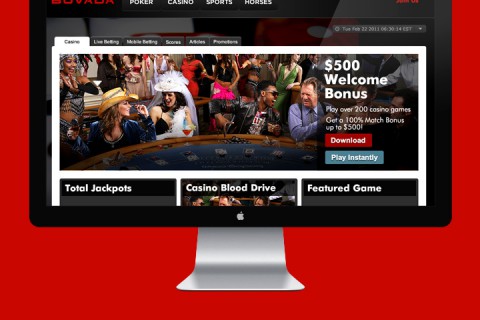 BOVADA
POKER CASINO SPORTS HORSES
Join Us
Tue Feb 22 2011 08:30:14 EST
Casino Live Betting Mobile Betting Scores Articles Promotions
$500
Welcome
Bonus
Play over 200 casino games
Get a 100% Match Bonus
up to $500!
Download
Play Instantly
Total Jackpots
Casino Blood Drive
Featured Game